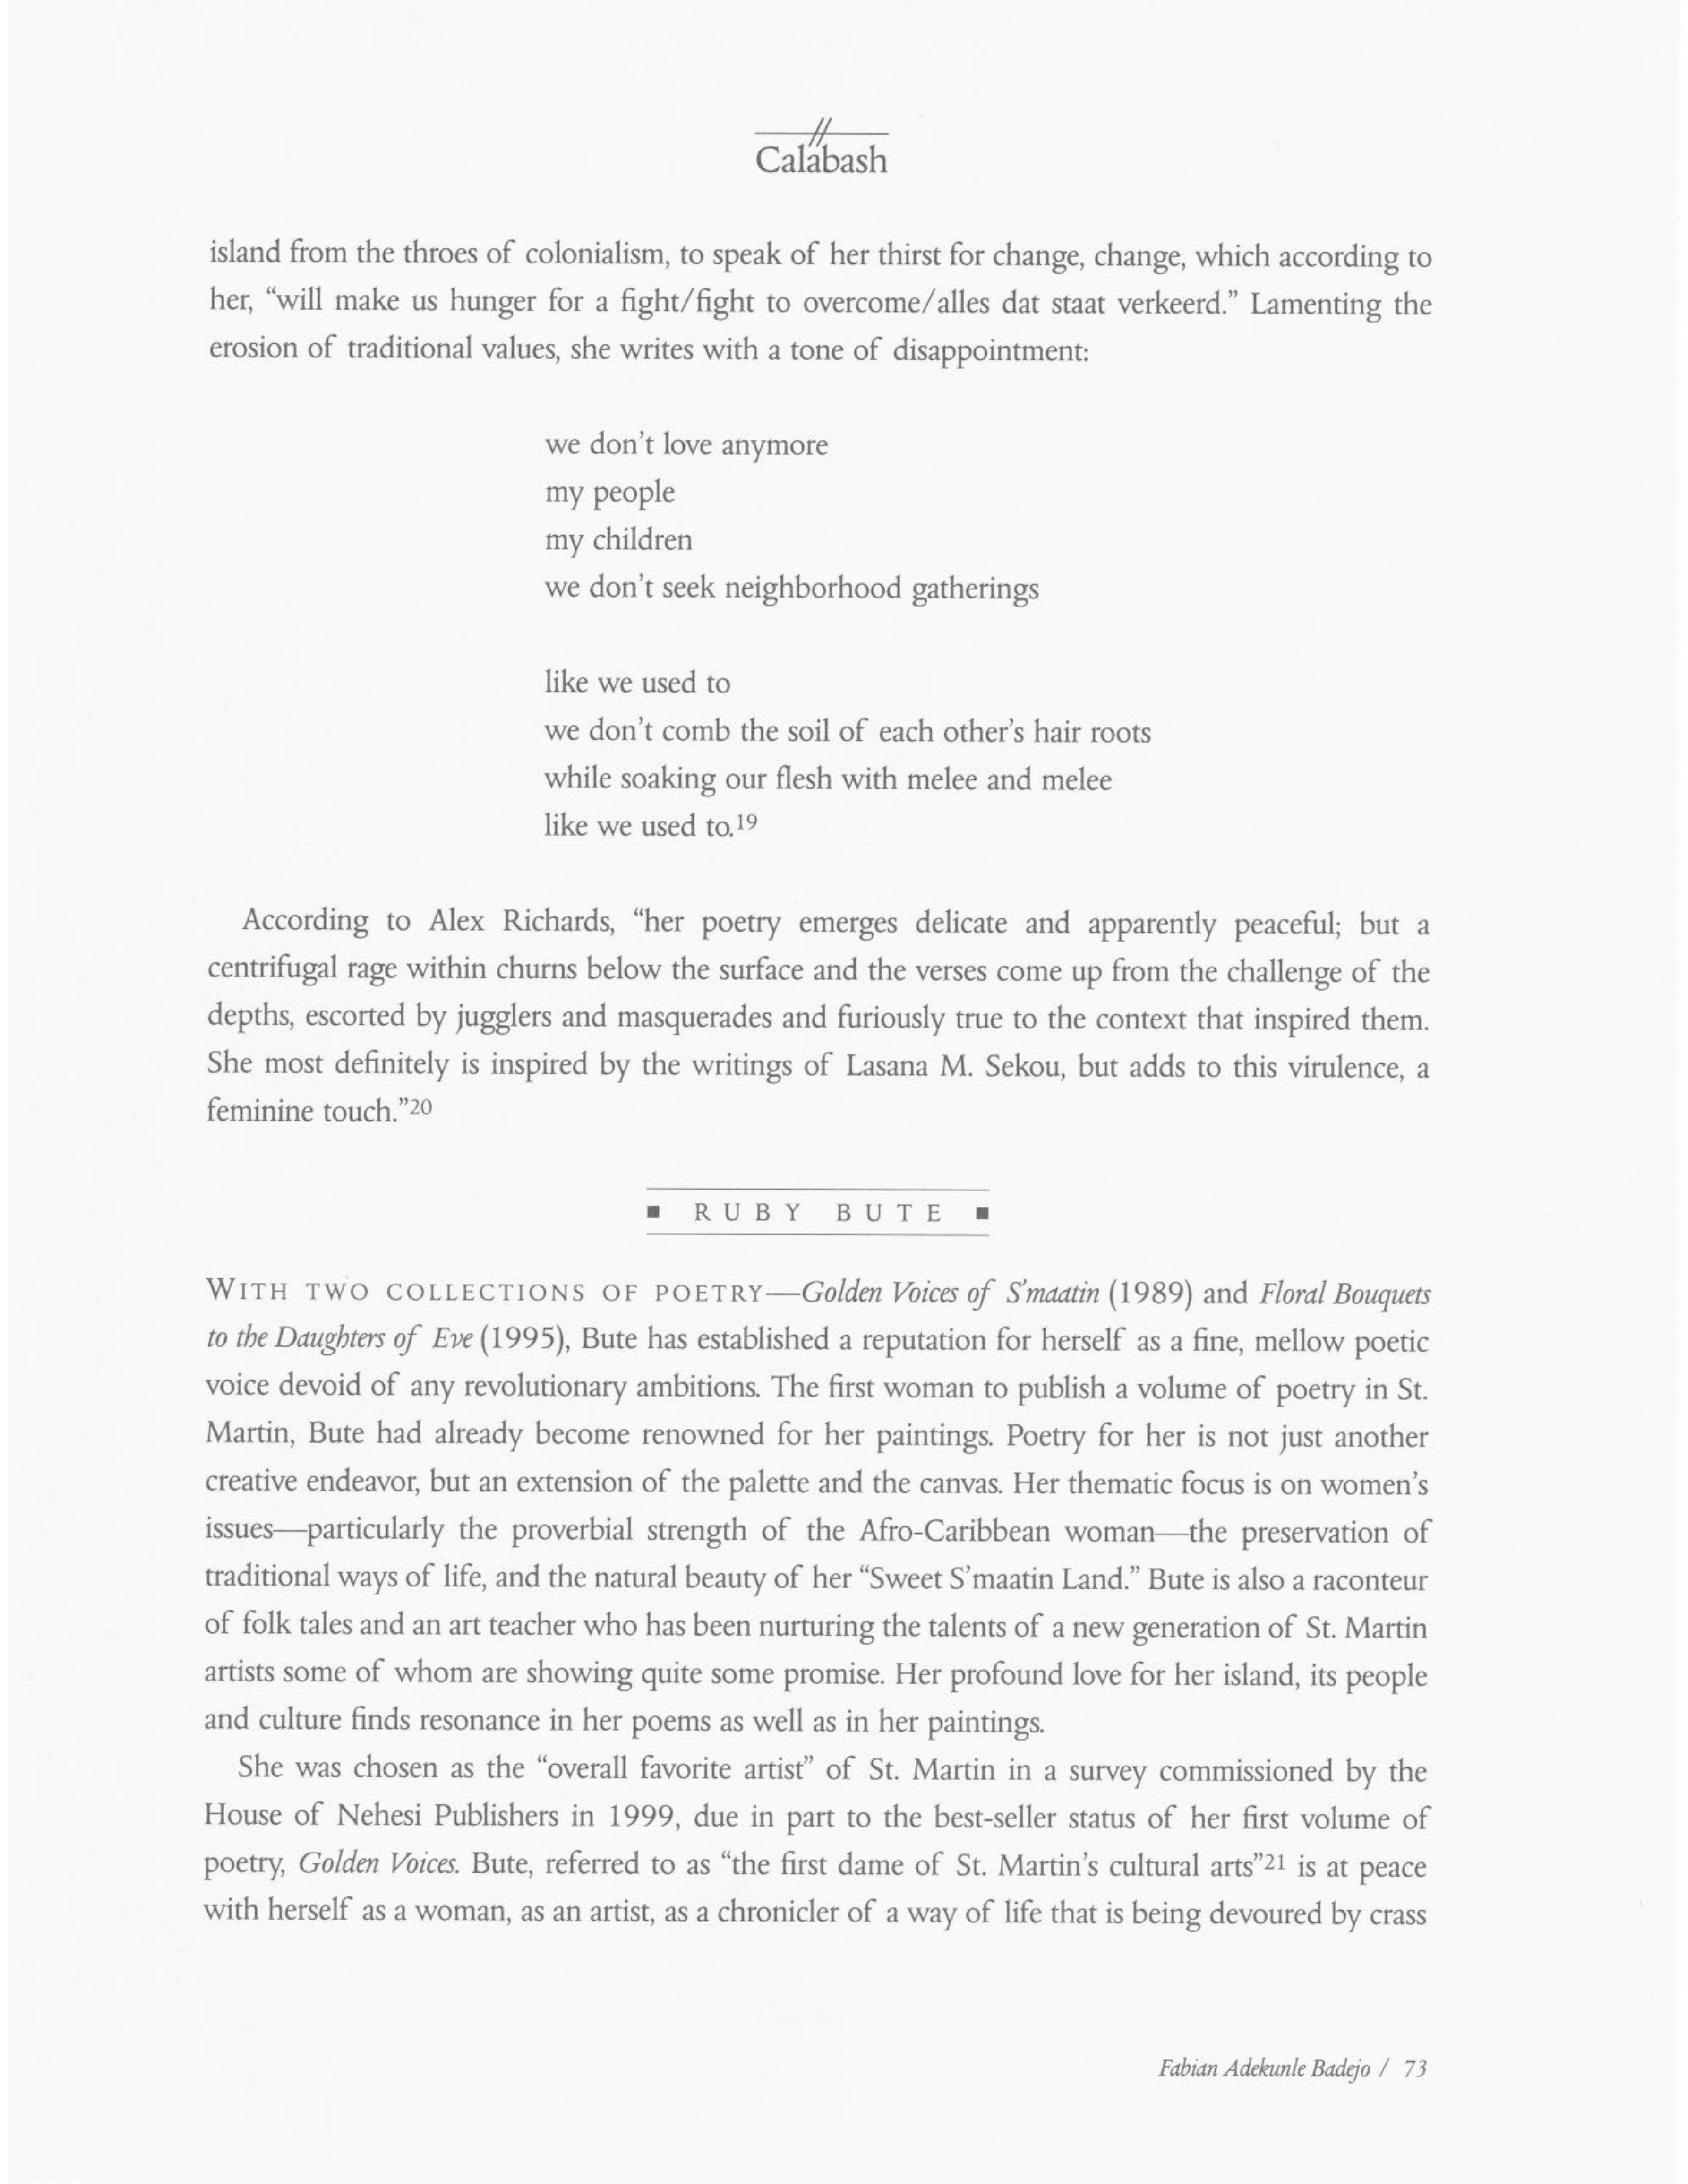 Calabash
island from the throes of colonialism, to speak of her thirst for change, change, which according to
her, “will make us hunger for a fight/fight to overcome/alles dat staat verkeerd.” Lamenting the
erosion of traditional values, she writes with a tone of disappointment:
we don’t love anymore
my people
my children
we don’t seek neighborhood gatherings
like we used to
we don’t comb the soil of each other’s hair roots
while soaking our flesh with melee and melee
like we used to.19
According to Alex Richards, “her poetry emerges delicate and apparently peaceful; but a
centrifugal rage within churns below the surface and the verses come up from the challenge of the
depths, escorted by jugglers and masquerades and furiously true to the context that inspired them.
She most definitely is inspired by the writings of Lasana M. Sekou, but adds to this virulence, a
feminine touch.”20
▪ RUBY BUTE ▪
WITH TWO COLLECTIONS OF POETRY—Golden Voices of S’maatin (1989) and Floral Bouquets
to the Daughters of Eve (1995), Bute has established a reputation for herself as a fine, mellow poetic
voice devoid of any revolutionary ambitions. The first woman to publish a volume of poetry in St.
Martin, Bute had already become renowned for her paintings. Poetry for her is not just another
creative endeavor, but an extension of the palette and the canvas. Her thematic focus is on women’s
issues—particularly the proverbial strength of the Afro-Caribbean woman—the preservation of
traditional ways of life, and the natural beauty of her “Sweet S’maatin Land.” Bute is also a raconteur
of folk tales and an art teacher who has been nurturing the talents of a new generation of St. Martin
artists some of whom are showing quite some promise. Her profound love for her island, its people
and culture finds resonance in her poems as well as in her paintings.
She was chosen as the “overall favorite artist” of St. Martin in a survey commissioned by the
House of Nehesi Publishers in 1999, due in part to the best-seller status of her first volume of
poetry, Golden Voices. Bute, referred to as “the first dame of St. Martin’s cultural arts”21 is at peace
with herself as a woman, as an artist, as a chronicler of a way of life that is being devoured by crass
Fabian Adekunle Badejo / 73